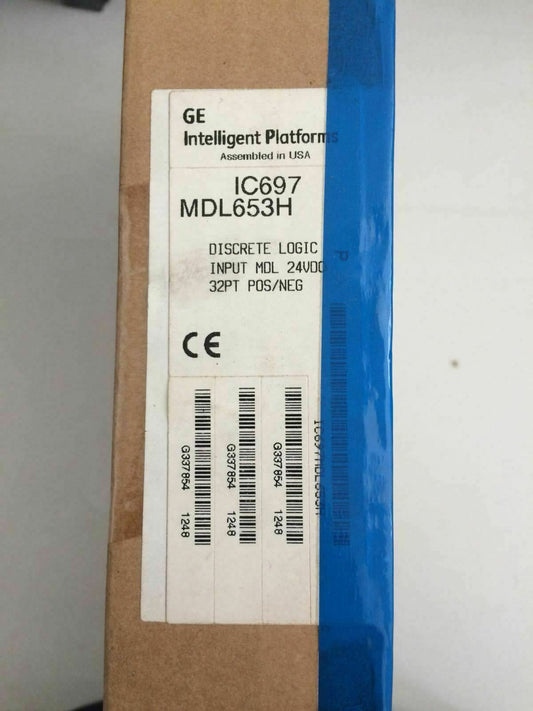 GE
Intelligent Platforms
Assembled in USA
IC697
MDL653H
DISCRETE LOGIC
INPUT MDL 24VDC
32PT POS/NEG
CE
G337854 1248
G337854 1248
G337854 1248
P